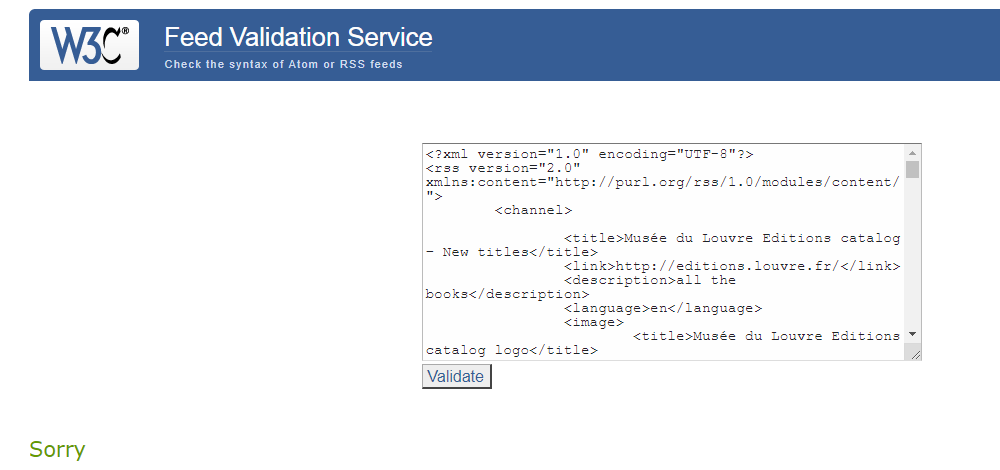 W3C®
Feed Validation Service
Check the syntax of Atom or RSS feeds
<?xml version="1.0" encoding="UTF-8"?>
<rss version="2.0"
xmlns:content="http://purl.org/rss/1.0/modules/content/
">
<channel>
<title>Musée du Louvre Editions catalog
- New titles</title>
<link>http://editions.louvre.fr/</link>
<description>all the
books</description>
<language>en</language>
<image>
<title>Musée du Louvre Editions
catalog logo</title>
Validate
Sorry